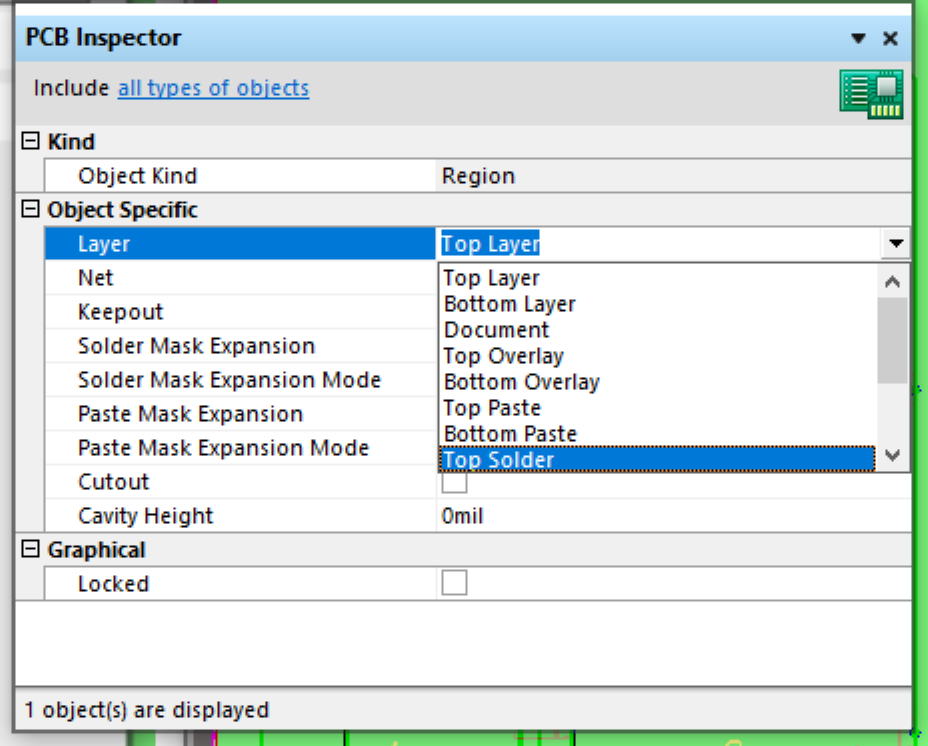 PCB Inspector
Include all types of objects
Kind
Object Kind Region
Object Specific
Layer Top Layer
Net
Keepout
Solder Mask Expansion
Solder Mask Expansion Mode
Paste Mask Expansion
Paste Mask Expansion Mode
Top Layer
Bottom Layer
Document
Top Overlay
Bottom Overlay
Top Paste
Bottom Paste
Top Solder
Cutout
Cavity Height 0mil
Graphical
Locked
1 object(s) are displayed